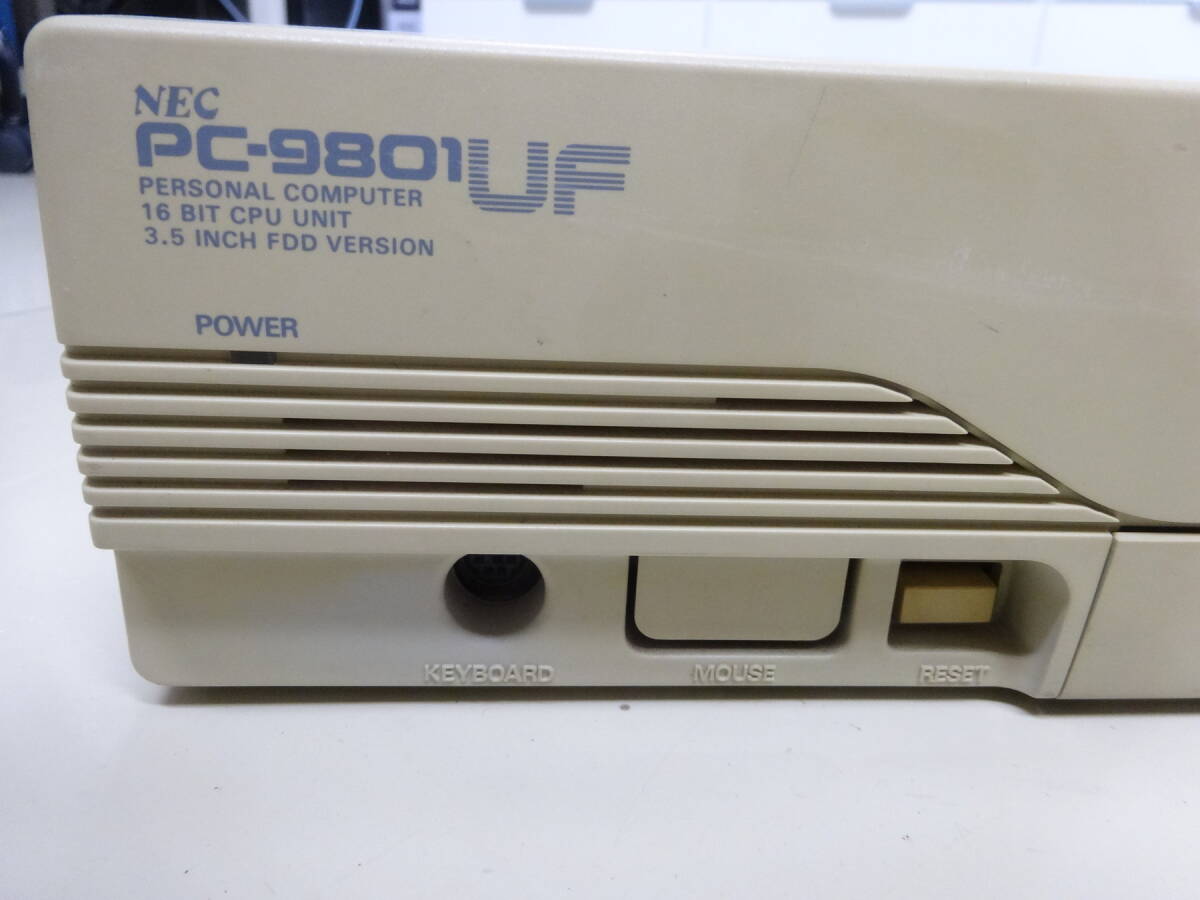 NEC
PC-9801UF
PERSONAL COMPUTER
16 BIT CPU UNIT
3.5 INCH FDD VERSION
POWER
KEYBOARD
MOUSE
RESET